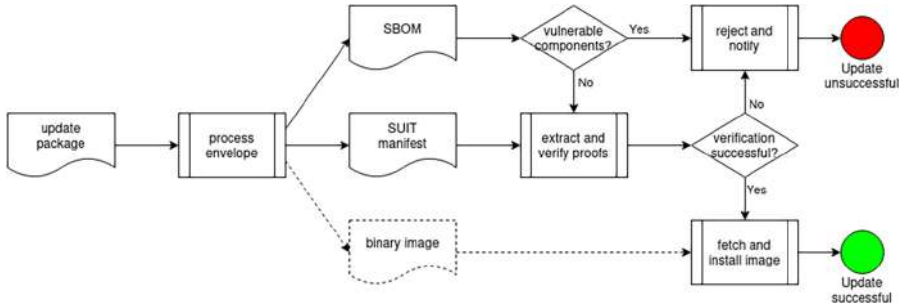 SBOM
vulnerable
components?
Yes
reject and
notify
Update
unsuccessful
No
No
update
package
process
envelope
SUIT
manifest
extract and
verify proofs
verification
successful?
Yes
binary image
fetch and
install image
Update
successful